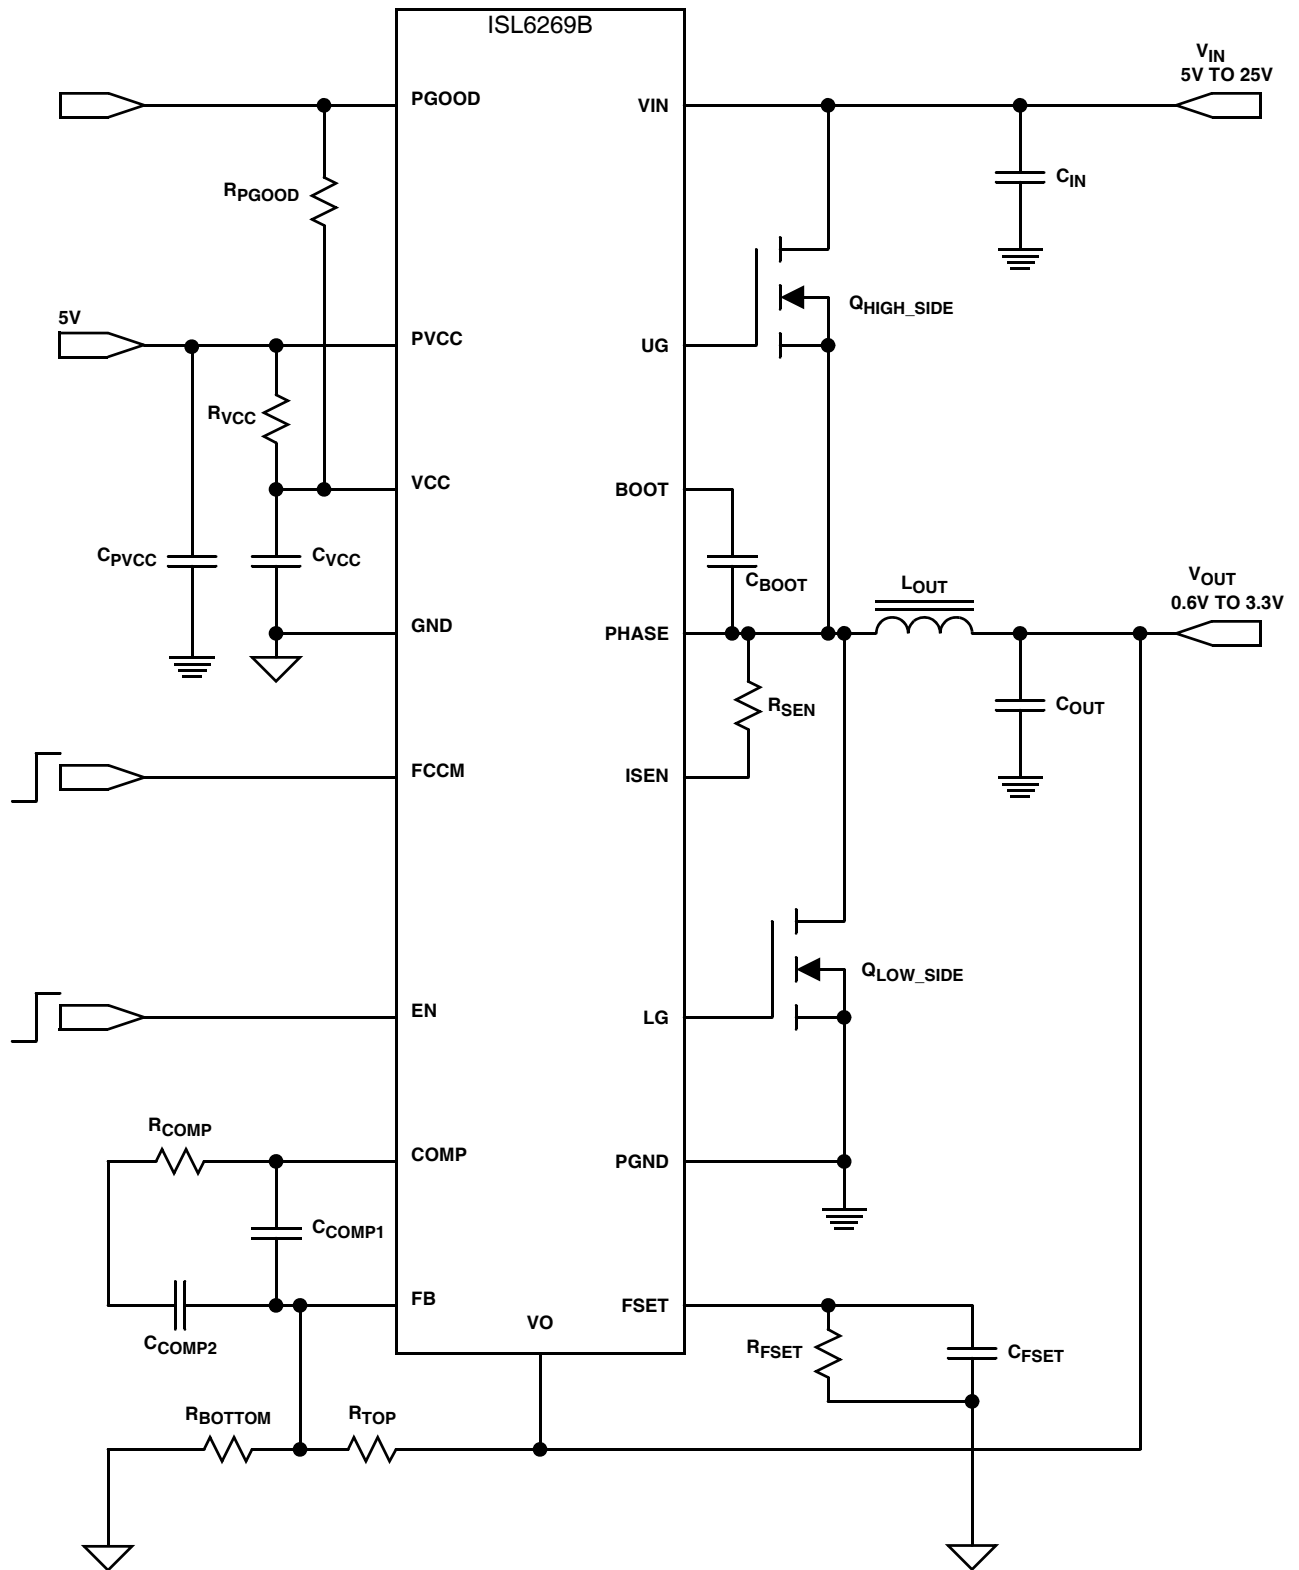 ISL6269B
V_IN
5V TO 25V
PGOOD
VIN
R_PGOOD
C_IN
5V
Q_HIGH_SIDE
PVCC
UG
R_VCC
VCC
BOOT
C_PVCC
C_VCC
C_BOOT
L_OUT
V_OUT
0.6V TO 3.3V
GND
PHASE
R_SEN
C_OUT
FCCM
ISEN
Q_LOW_SIDE
EN
LG
R_COMP
COMP
PGND
C_COMP1
FB
FSET
VO
C_COMP2
R_FSET
C_FSET
R_BOTTOM
R_TOP